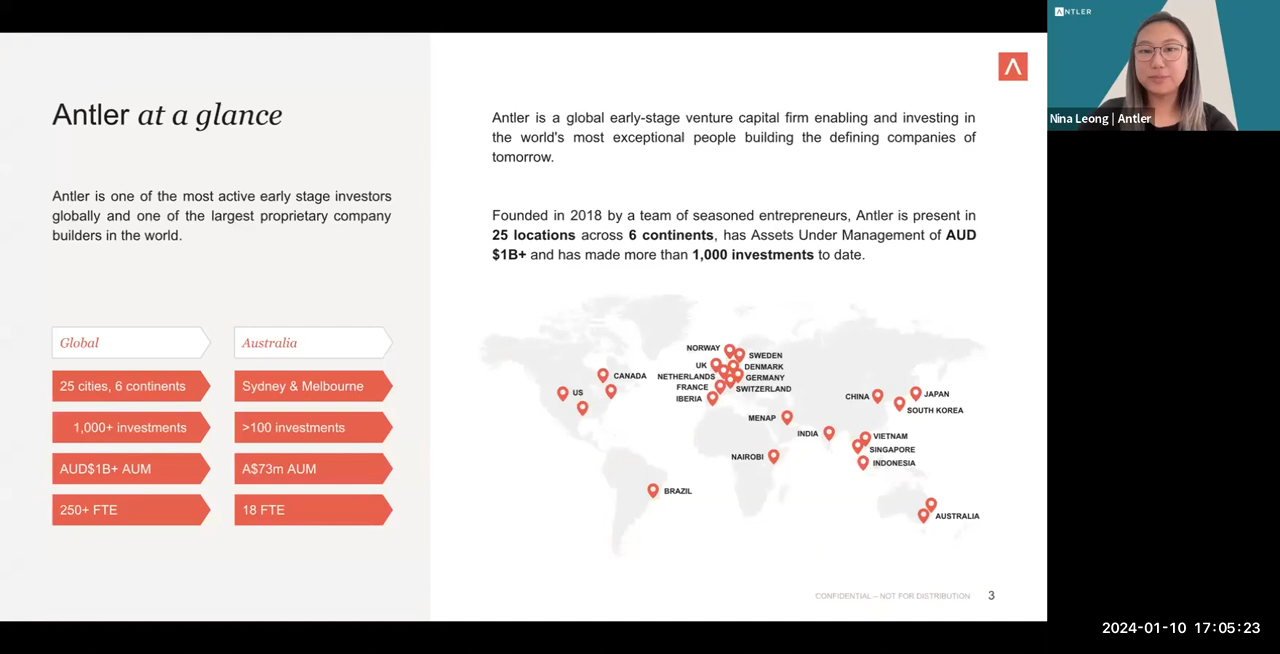 Antler at a glance
Antler is one of the most active early stage investors
globally and one of the largest proprietary company
builders in the world.
Global
25 cities, 6 continents
1,000+ investments
AUD$1B+ AUM
250+ FTE
Australia
Sydney & Melbourne
>100 investments
A$73m AUM
18 FTE
Antler is a global early-stage venture capital firm enabling and investing in
the world's most exceptional people building the defining companies of
tomorrow.
Founded in 2018 by a team of seasoned entrepreneurs, Antler is present in
25 locations across 6 continents, has Assets Under Management of AUD
$1B+ and has made more than 1,000 investments to date.
NORWAY
SWEDEN
UK
DENMARK
CANADA
NETHERLANDS
GERMANY
FRANCE
SWITZERLAND
US
IBERIA
CHINA
JAPAN
SOUTH KOREA
MENAP
INDIA
VIETNAM
SINGAPORE
NAIROBI
INDONESIA
BRAZIL
AUSTRALIA
CONFIDENTIAL – NOT FOR DISTRIBUTION
3
ANTLER
Nina Leong | Antler
2024-01-10 17:05:23